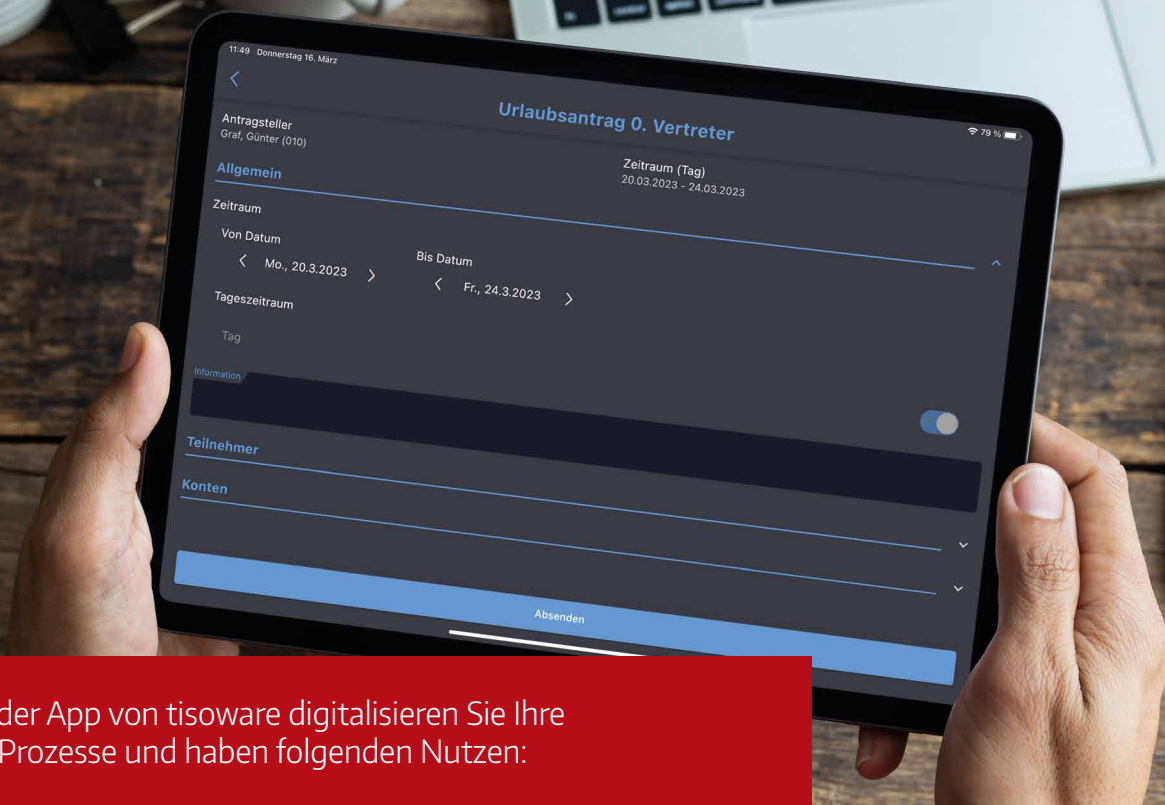 11:49 Donnerstag 16. März
79 %
Urlaubsantrag 0. Vertreter
Antragsteller
Graf, Günter (010)
Zeitraum (Tag)
20.03.2023 - 24.03.2023
Allgemein
Zeitraum
Von Datum
Bis Datum
Mo., 20.3.2023
Fr., 24.3.2023
Tageszeitraum
Tag
Information
Teilnehmer
Konten
Absenden
der App von tisoware digitalisieren Sie Ihre
Prozesse und haben folgenden Nutzen: